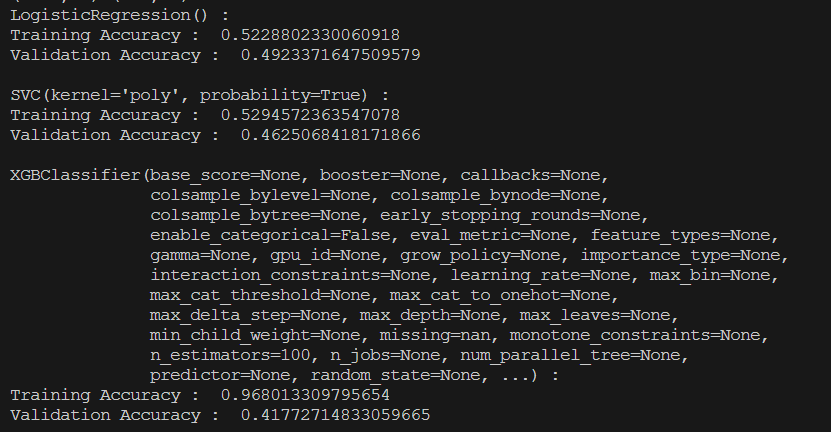 LogisticRegression() :
Training Accuracy :  0.5228802330060918
Validation Accuracy :  0.4923371647509579

SVC(kernel='poly', probability=True) :
Training Accuracy :  0.5294572363547078
Validation Accuracy :  0.4625068418171866

XGBClassifier(base_score=None, booster=None, callbacks=None,
              colsample_bylevel=None, colsample_bynode=None,
              colsample_bytree=None, early_stopping_rounds=None,
              enable_categorical=False, eval_metric=None, feature_types=None,
              gamma=None, gpu_id=None, grow_policy=None, importance_type=None,
              interaction_constraints=None, learning_rate=None, max_bin=None,
              max_cat_threshold=None, max_cat_to_onehot=None,
              max_delta_step=None, max_depth=None, max_leaves=None,
              min_child_weight=None, missing=nan, monotone_constraints=None,
              n_estimators=100, n_jobs=None, num_parallel_tree=None,
              predictor=None, random_state=None, ...) :
Training Accuracy :  0.968013309795654
Validation Accuracy :  0.41772714833059665